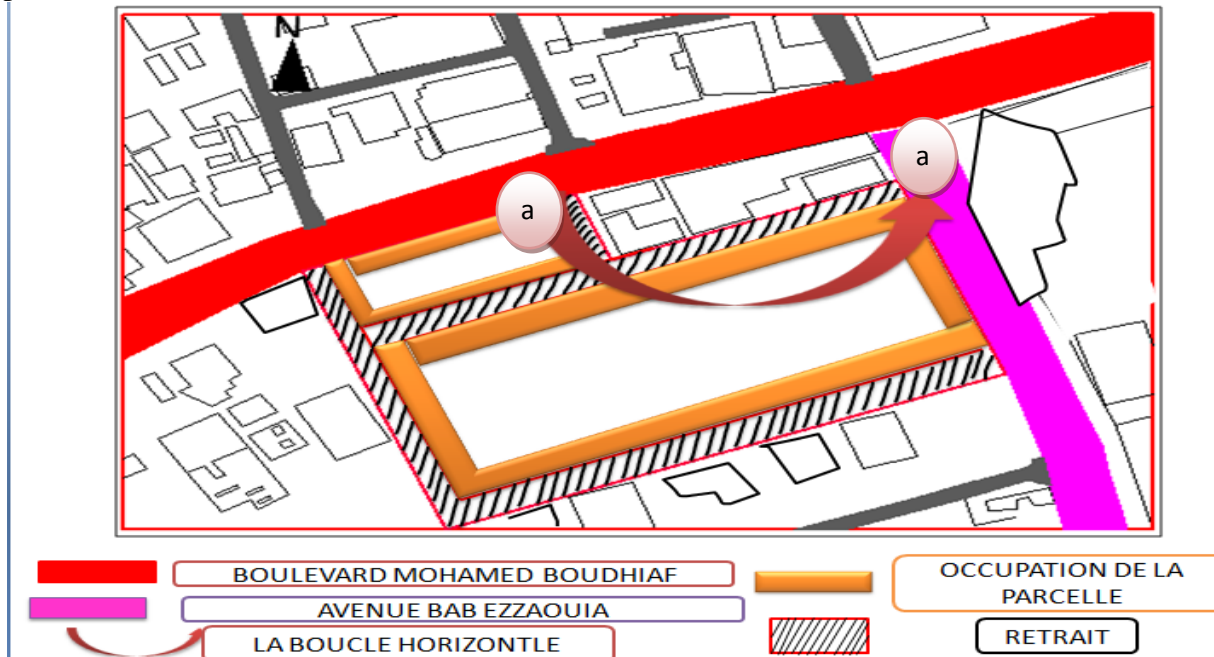 N
a
a
BOULEVARD MOHAMED BOUDHIAF
AVENUE BAB EZZAOUIA
LA BOUCLE HORIZONTLE
OCCUPATION DE LA
PARCELLE
RETRAIT